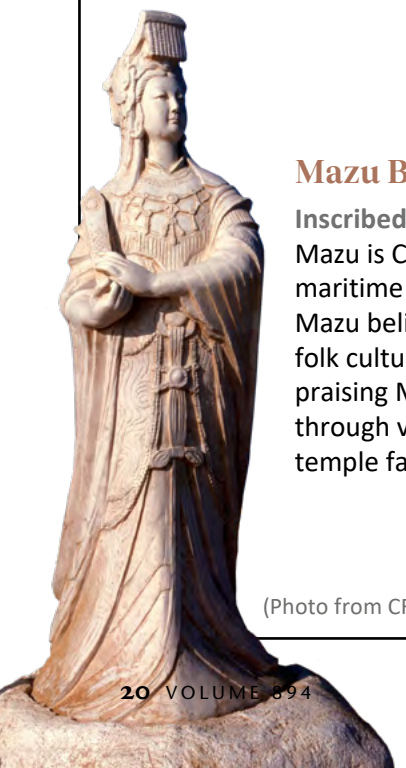 Mazu B
Inscribed
Mazu is C
maritime
Mazu beli
folk cultu
praising M
through v
temple fa
(Photo from CF
20 VOLUME 894